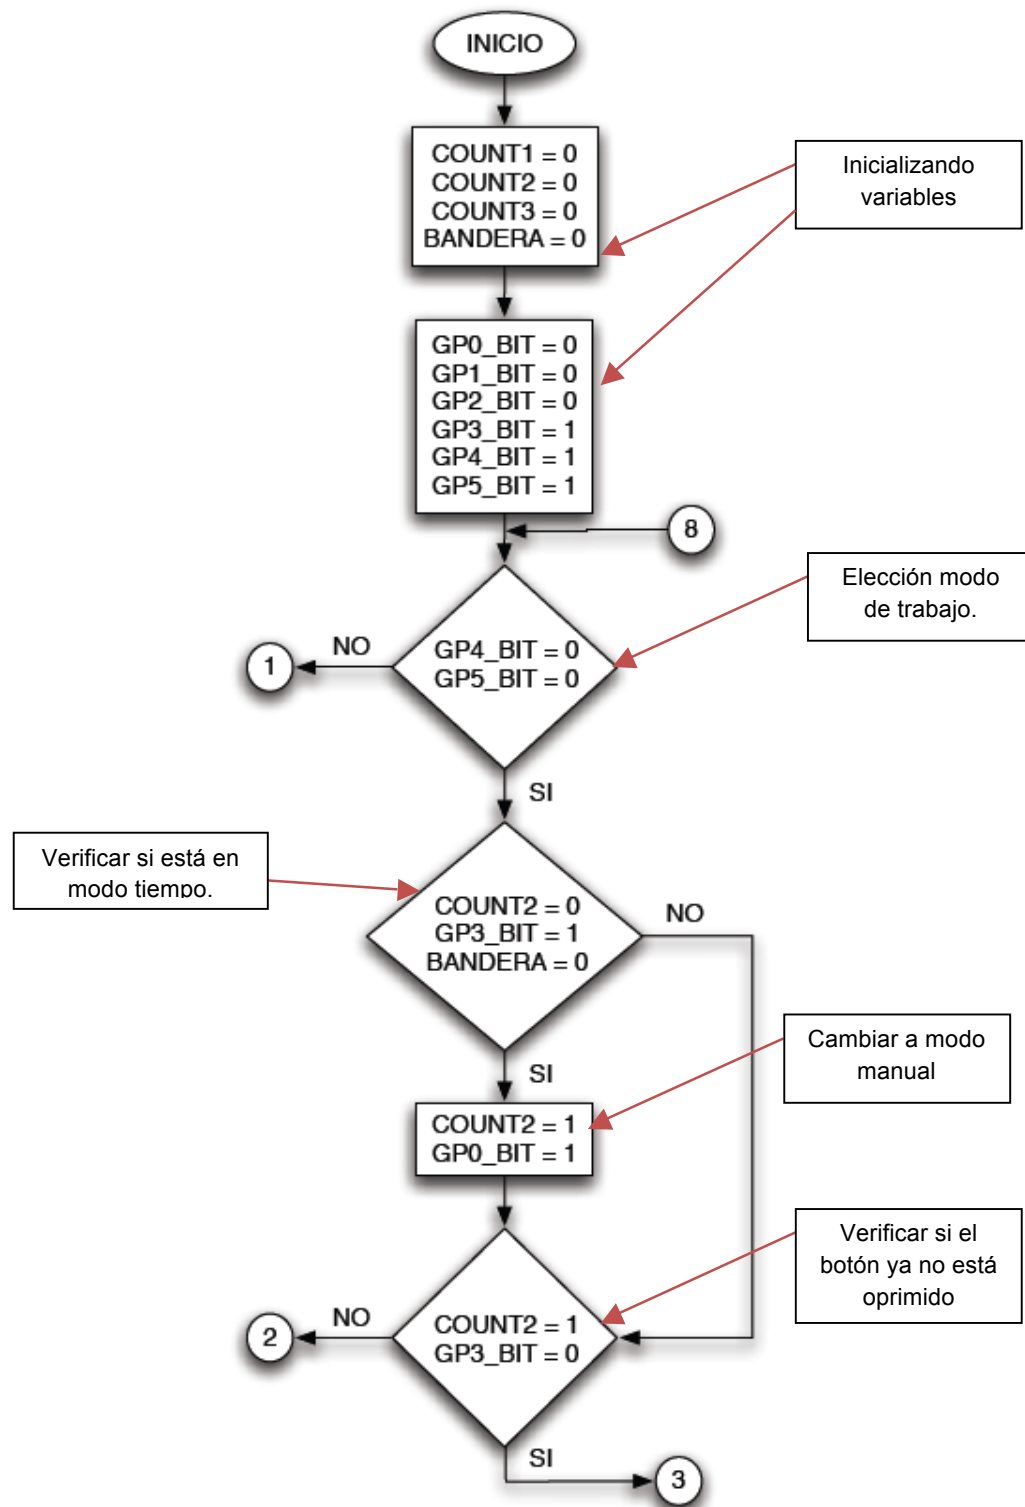 INICIO
COUNT1 = 0
COUNT2 = 0
COUNT3 = 0
BANDERA = 0
Inicializando
variables
GP0_BIT = 0
GP1_BIT = 0
GP2_BIT = 0
GP3_BIT = 1
GP4_BIT = 1
GP5_BIT = 1
8
Elección modo
de trabajo.
GP4_BIT = 0
GP5_BIT = 0
NO
1
SI
Verificar si está en
modo tiempo.
COUNT2 = 0
GP3_BIT = 1
BANDERA = 0
NO
SI
Cambiar a modo
manual
COUNT2 = 1
GP0_BIT = 1
Verificar si el
botón ya no está
oprimido
COUNT2 = 1
GP3_BIT = 0
NO
2
SI
3